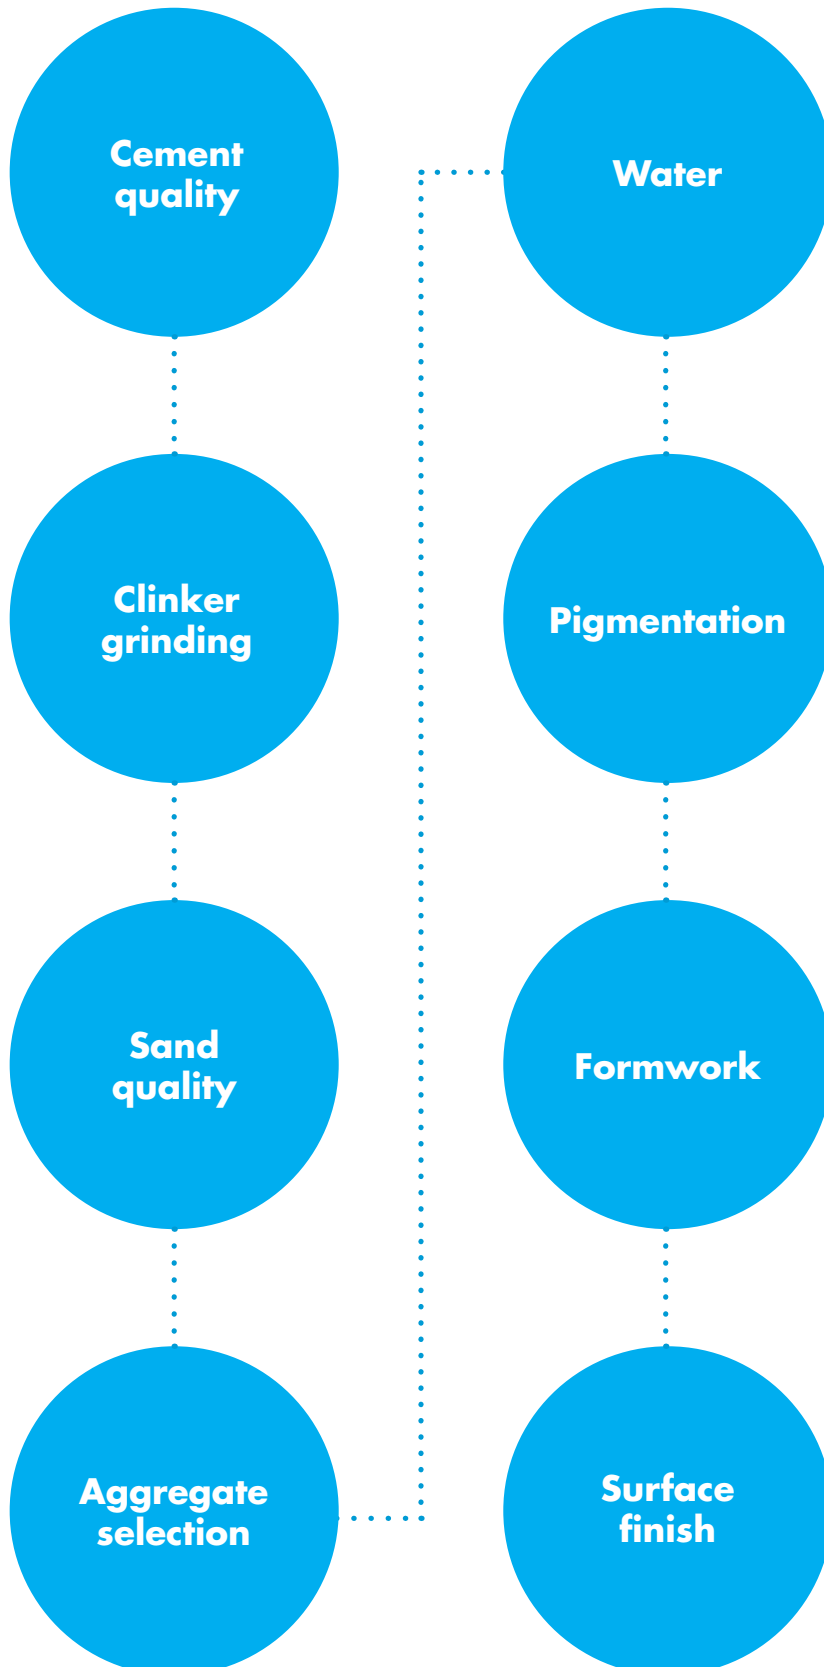 Cement
quality
Clinker
grinding
Sand
quality
Aggregate
selection
Water
Pigmentation
Formwork
Surface
finish